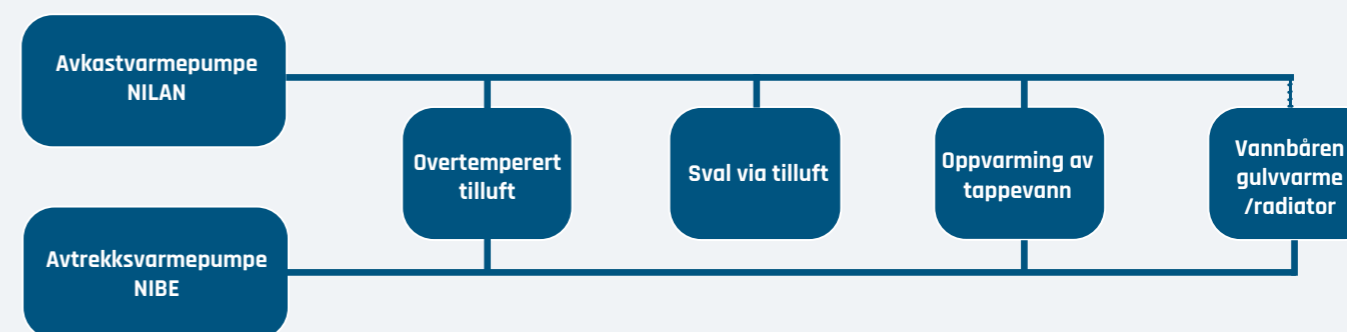 Avkastvarmepumpe
NILAN
Overtemperert
tilluft
Sval via tilluft
Oppvarming av
tappevann
Vannbåren
gulvvarme
/radiator
Avtrekksvarmepumpe
NIBE